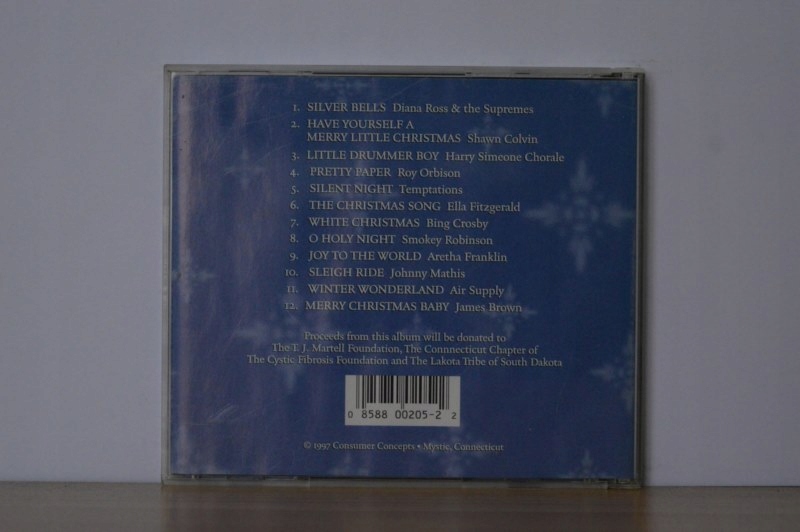 1. SILVER BELLS Diana Ross & the Supremes
2. HAVE YOURSELF A
MERRY LITTLE CHRISTMAS Shawn Colvin
3. LITTLE DRUMMER BOY Harry Simeone Chorale
4. PRETTY PAPER Roy Orbison
5. SILENT NIGHT Temptations
6. THE CHRISTMAS SONG Ella Fitzgerald
7. WHITE CHRISTMAS Bing Crosby
8. O HOLY NIGHT Smokey Robinson
9. JOY TO THE WORLD Aretha Franklin
10. SLEIGH RIDE Johnny Mathis
11. WINTER WONDERLAND Air Supply
12. MERRY CHRISTMAS BABY James Brown
Proceeds from this album will be donated to
The T. J. Martell Foundation, The Connnecticut Chapter of
The Cystic Fibrosis Foundation and The Lakota Tribe of South Dakota
0 8588 00205-2 2
© 1997 Consumer Concepts • Mystic, Connecticut